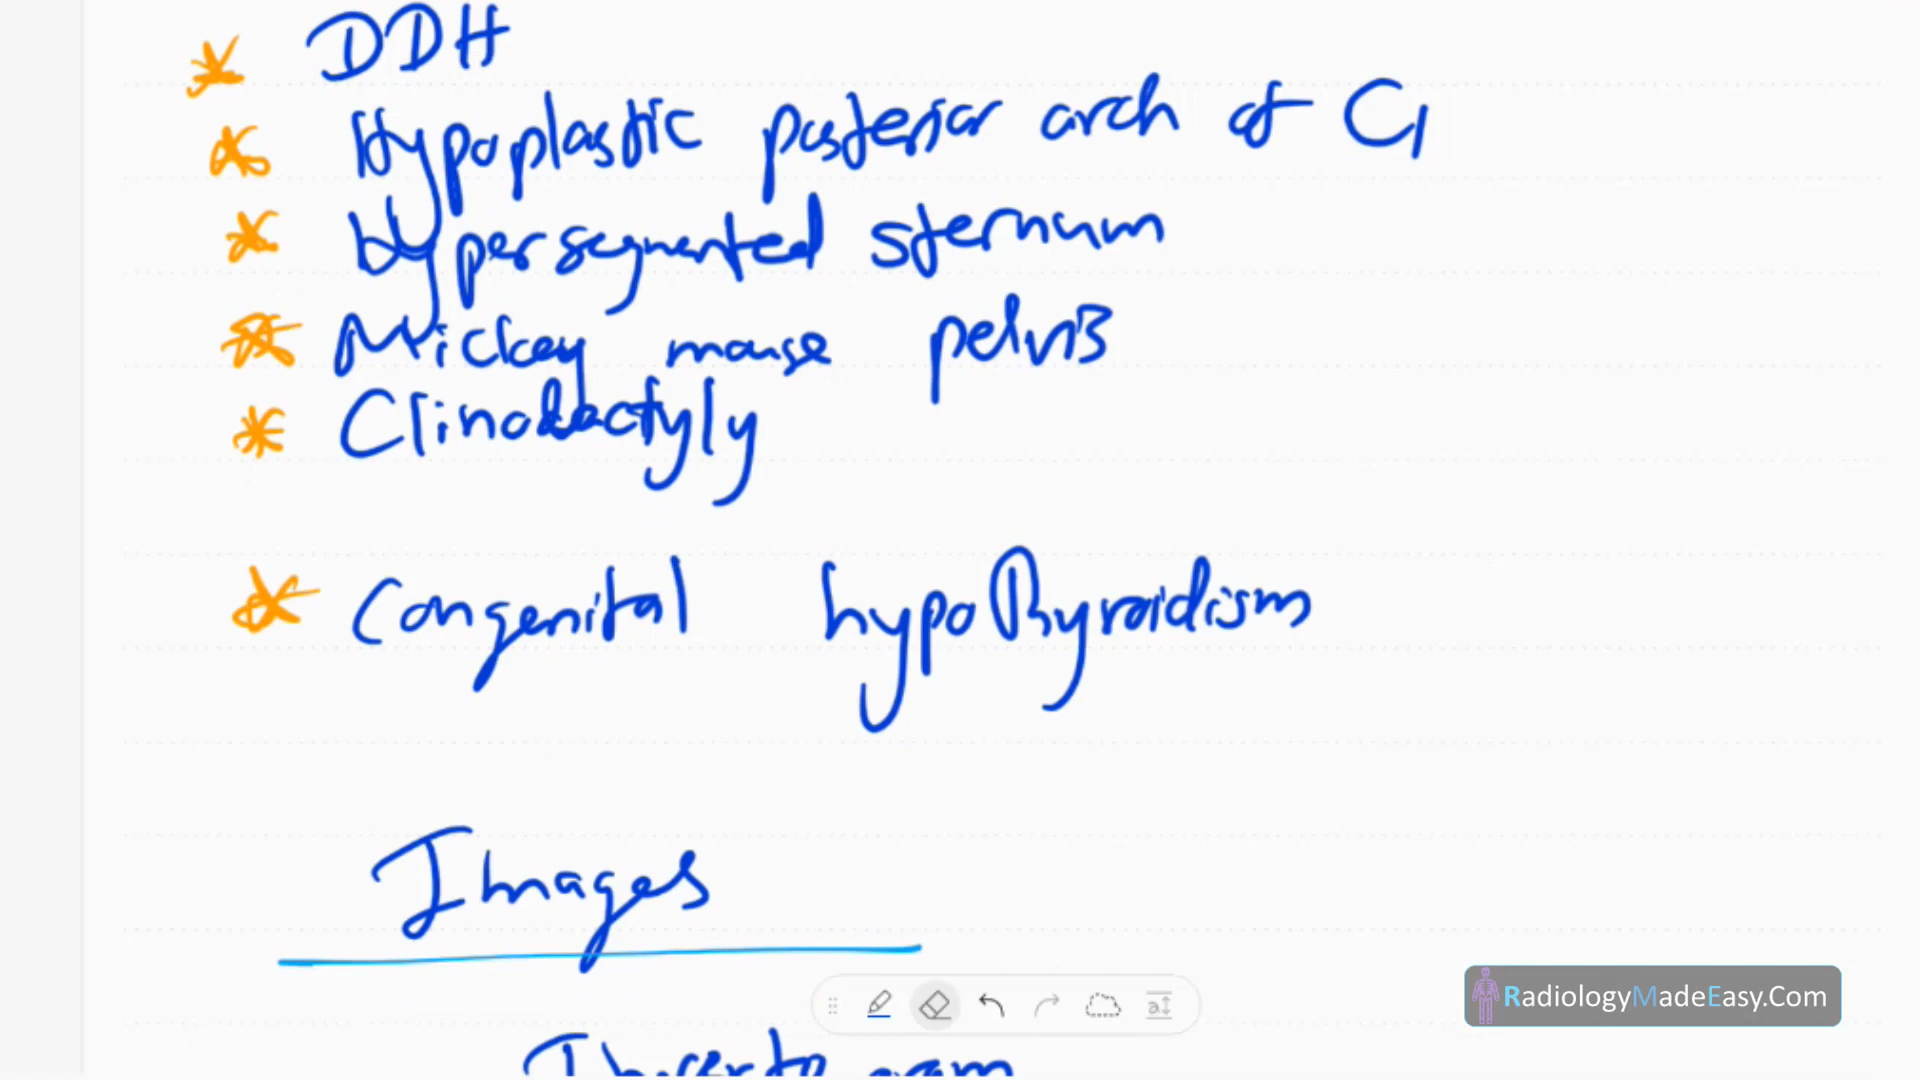 DDH
Hypoplastic posterior arch of C1
Hypersegmented sternum
Mickey mouse pelvis
Clinodactyly
Congenital hypothyroidism
Images
RadiologyMadeEasy.Com